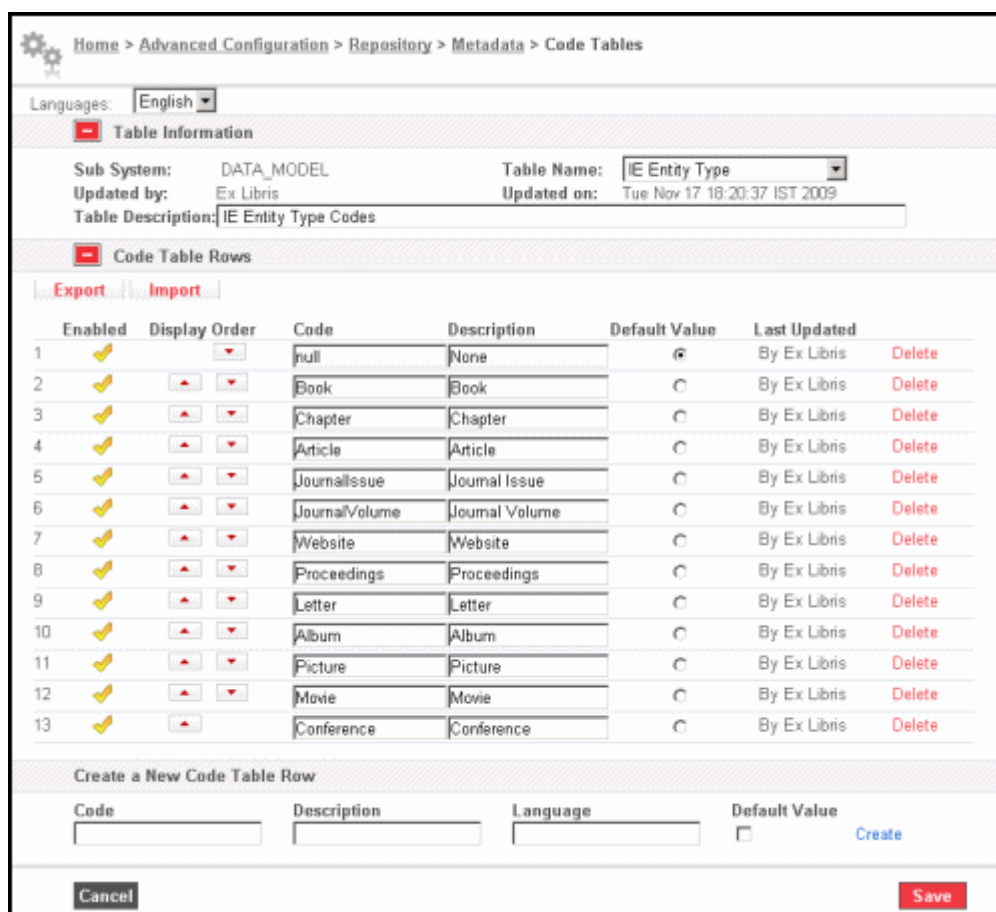 Home > Advanced Configuration > Repository > Metadata > Code Tables
Languages: English
Table Information
Sub System: DATA_MODEL Table Name: IE Entity Type
Updated by: Ex Libris Updated on: Tue Nov 17 18:20:37 IST 2009
Table Description: IE Entity Type Codes
Code Table Rows
Export Import
Enabled Display Order Code Description Default Value Last Updated
1 null None By Ex Libris Delete
2 Book Book By Ex Libris Delete
3 Chapter Chapter By Ex Libris Delete
4 Article Article By Ex Libris Delete
5 JournalIssue Journal Issue By Ex Libris Delete
6 JournalVolume Journal Volume By Ex Libris Delete
7 Website Website By Ex Libris Delete
8 Proceedings Proceedings By Ex Libris Delete
9 Letter Letter By Ex Libris Delete
10 Album Album By Ex Libris Delete
11 Picture Picture By Ex Libris Delete
12 Movie Movie By Ex Libris Delete
13 Conference Conference By Ex Libris Delete
Create a New Code Table Row
Code Description Language Default Value
Create
Cancel Save